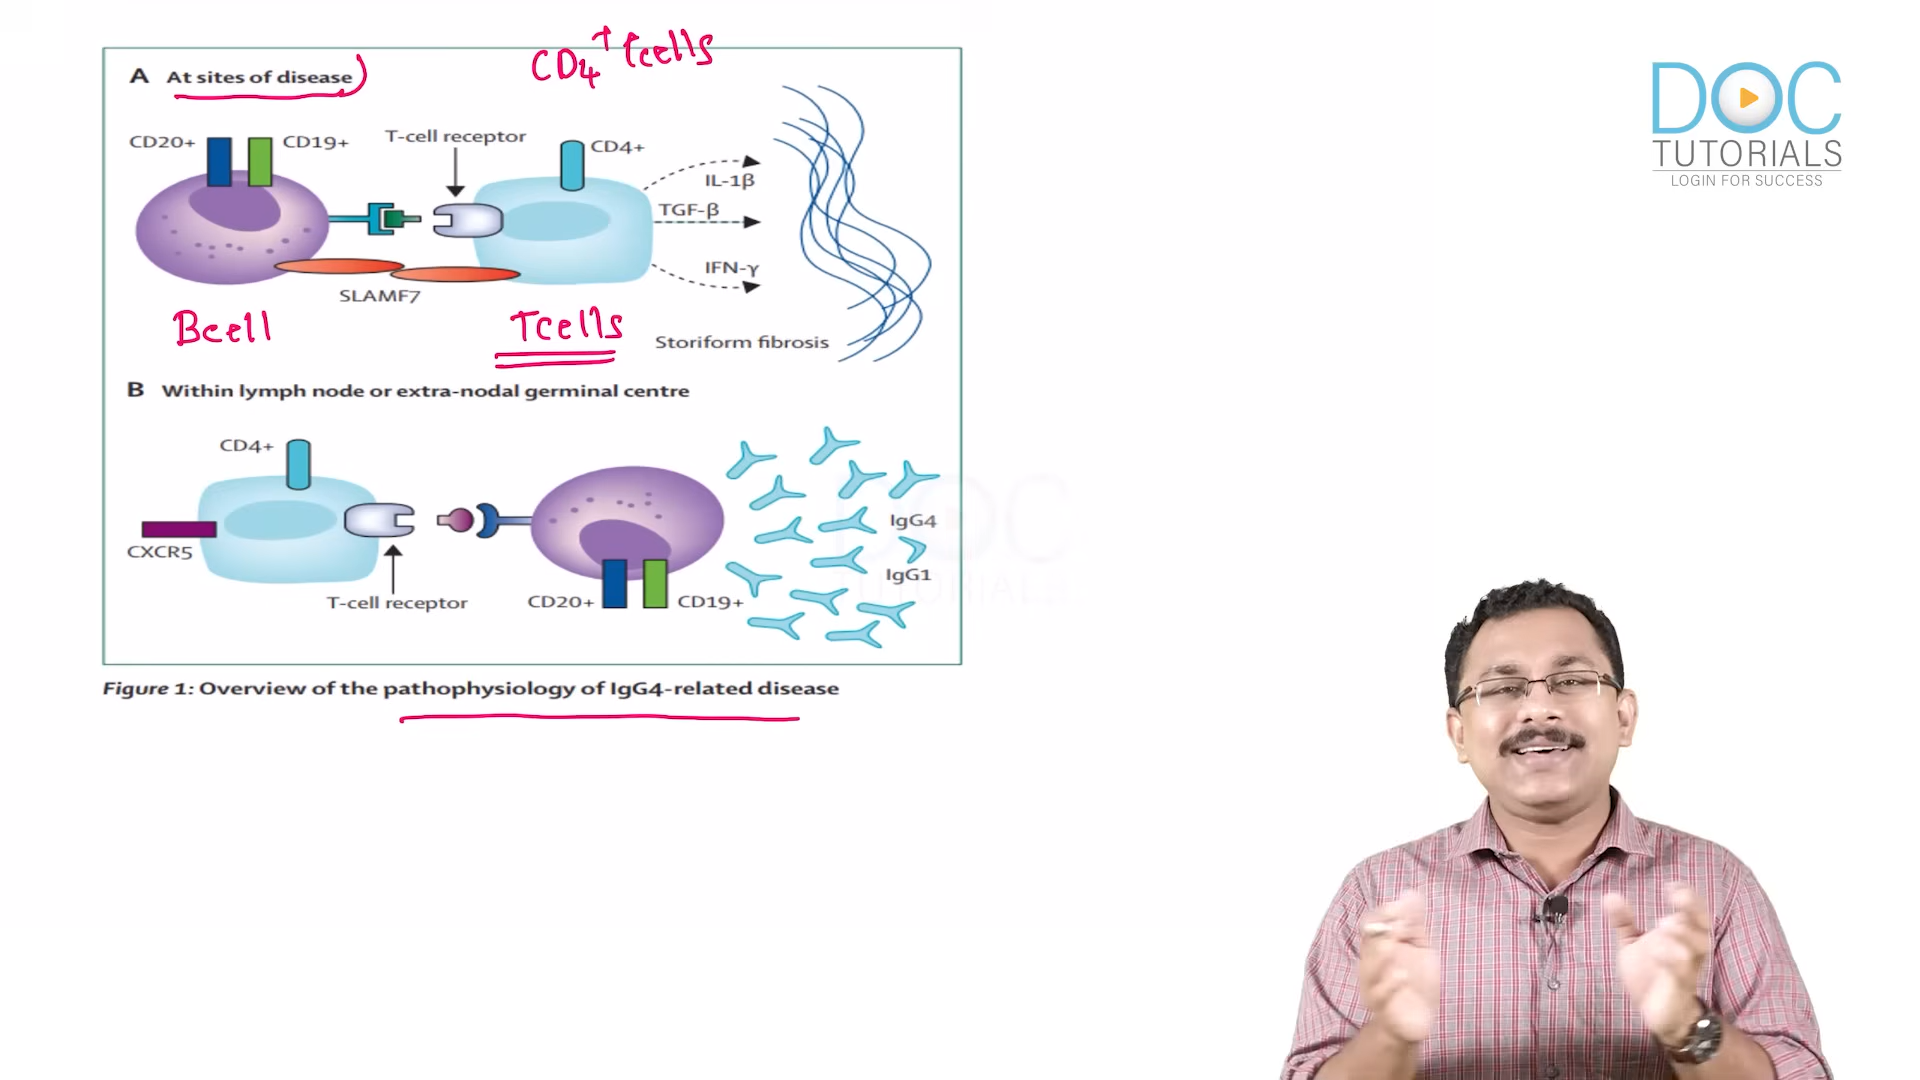 CD4+ Tcells
A At sites of disease
CD20+
CD19+
T-cell receptor
CD4+
IL-1β
TGF-β
IFN-γ
SLAMF7
Bcell
Tcells
Storiform fibrosis
B Within lymph node or extra-nodal germinal centre
CD4+
CXCR5
T-cell receptor
CD20+
CD19+
IgG4
IgG1
Figure 1: Overview of the pathophysiology of IgG4-related disease
DOC
TUTORIALS
LOGIN FOR SUCCESS
DOC
TUTORIALS